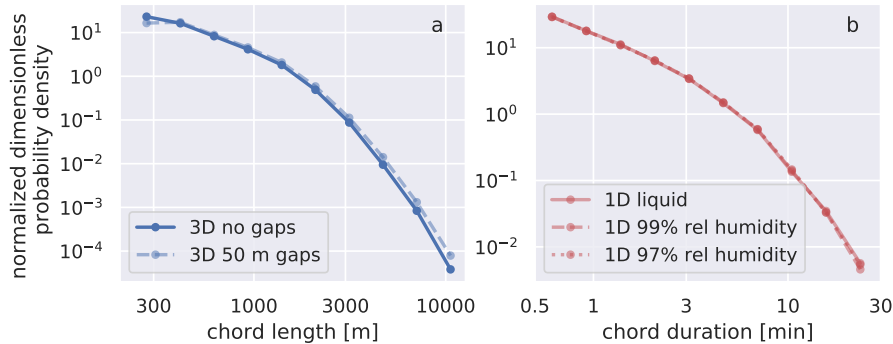 normalized dimensionless
probability density
a
10¹
10⁰
10⁻¹
10⁻²
10⁻³
10⁻⁴
3D no gaps
3D 50 m gaps
300 1000 3000 10000
chord length [m]
b
10¹
10⁰
10⁻¹
10⁻²
1D liquid
1D 99% rel humidity
1D 97% rel humidity
0.5 1 3 10 30
chord duration [min]